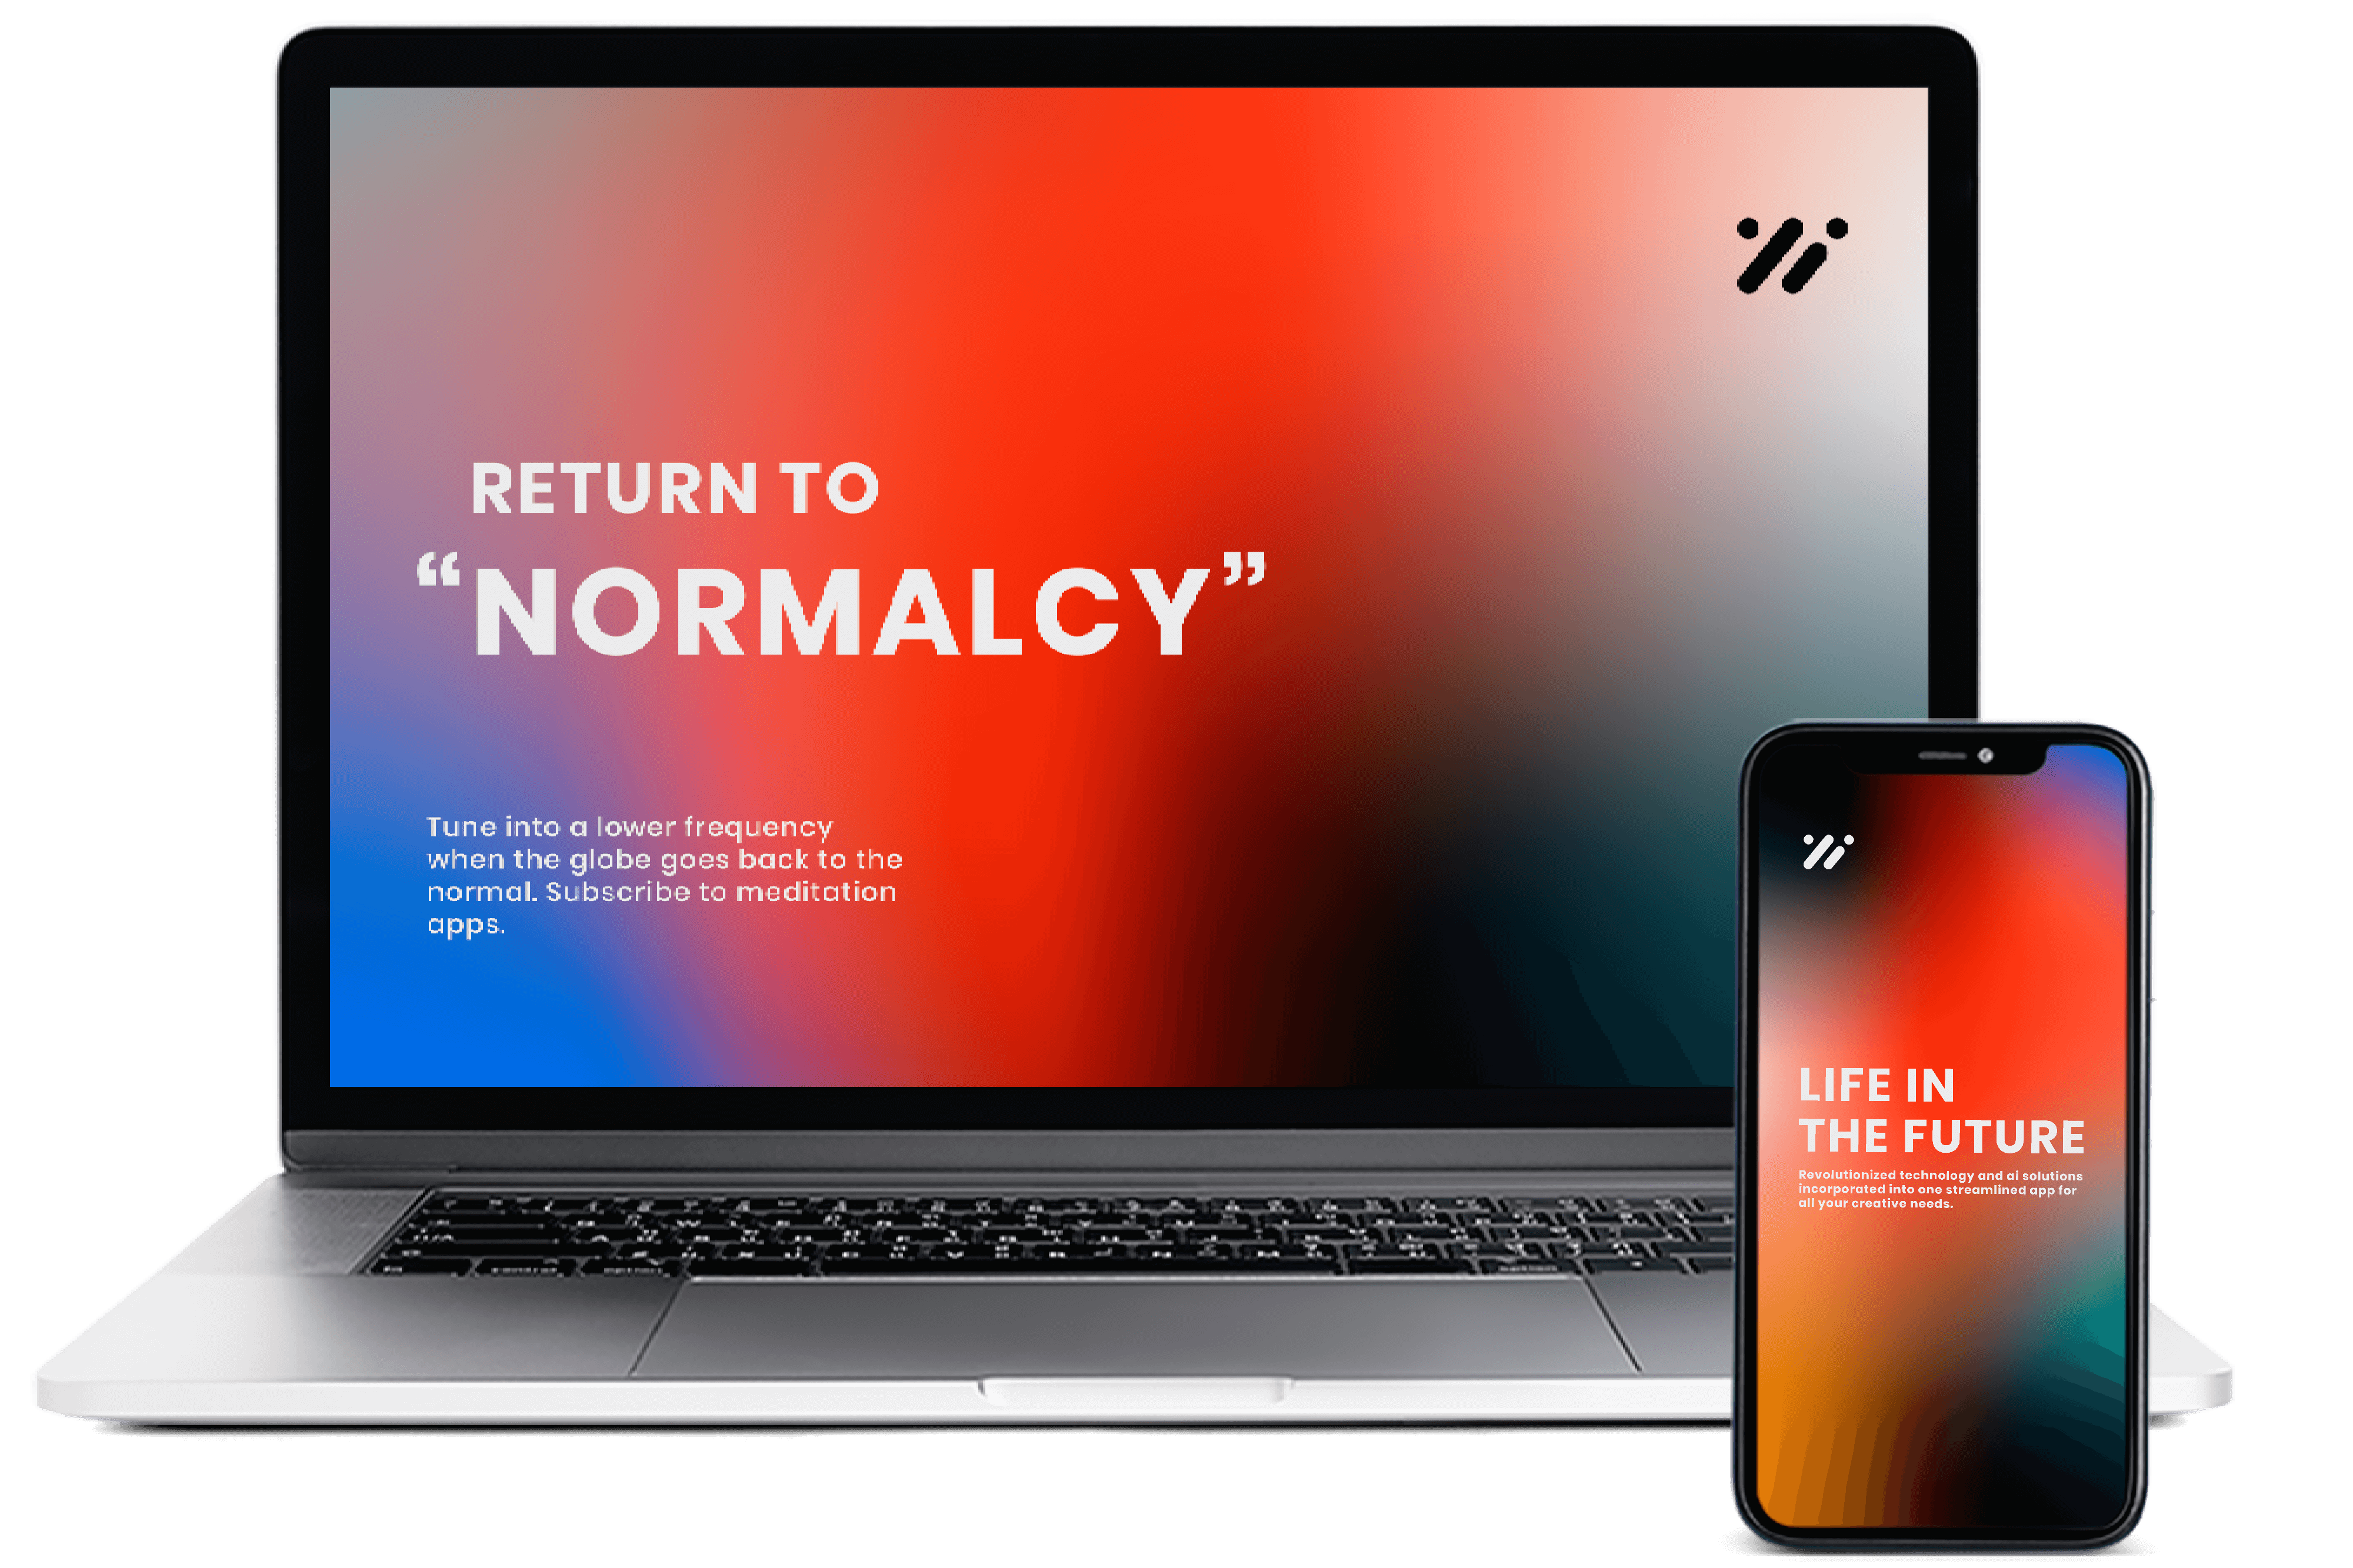 RETURN TO
“NORMALCY”
Tune into a lower frequency
when the globe goes back to the
normal. Subscribe to meditation
apps.
LIFE IN
THE FUTURE
Revolutionized technology and ai solutions
incorporated into one streamlined app for
all your creative needs.